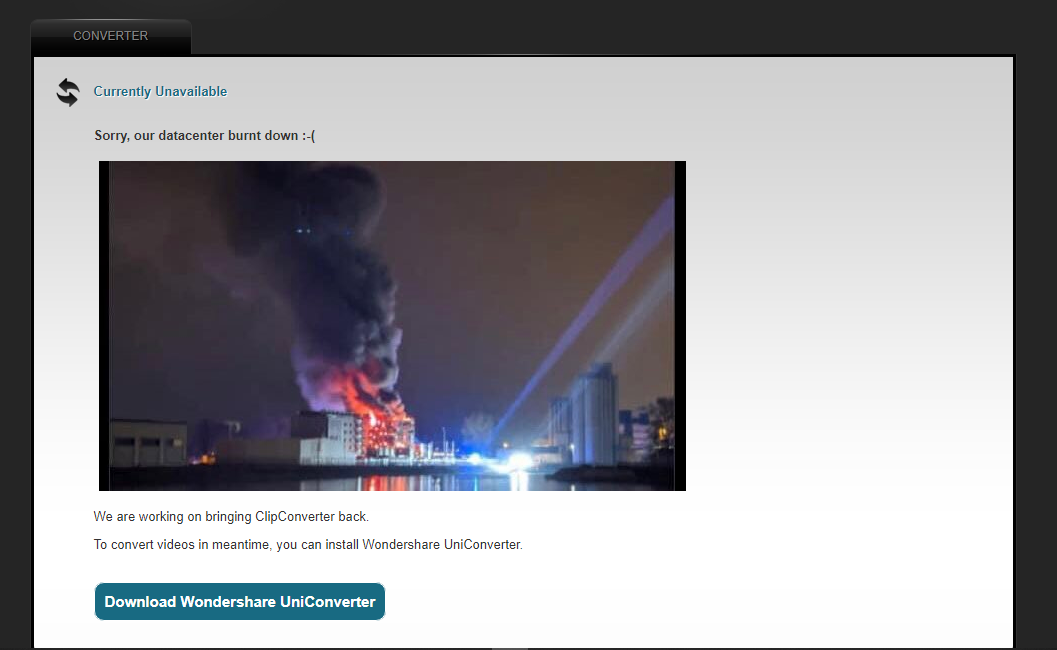 CONVERTER
Currently Unavailable
Sorry, our datacenter burnt down :-(
We are working on bringing ClipConverter back.
To convert videos in meantime, you can install Wondershare UniConverter.
Download Wondershare UniConverter